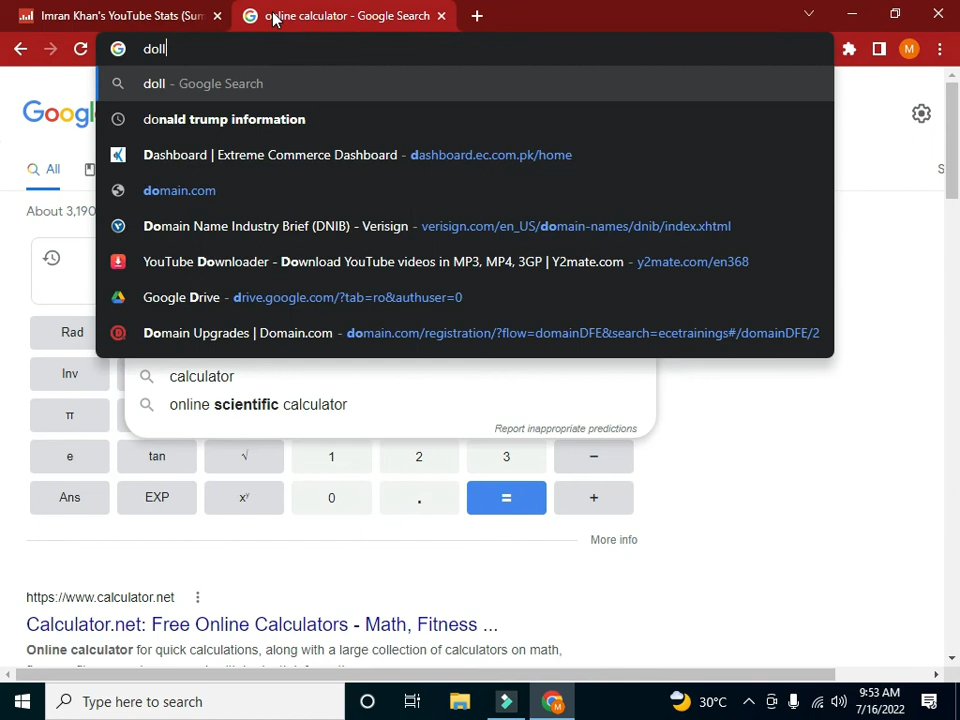 Imran Khan's YouTube Stats (Sum
online calculator - Google Search
doll
M
doll - Google Search
donald trump information
Dashboard | Extreme Commerce Dashboard - dashboard.ec.com.pk/home
domain.com
Domain Name Industry Brief (DNIB) - Verisign - verisign.com/en_US/domain-names/dnib/index.xhtml
YouTube Downloader - Download YouTube videos in MP3, MP4, 3GP | Y2mate.com - y2mate.com/en368
Google Drive - drive.google.com/?tab=ro&authuser=0
Domain Upgrades | Domain.com - domain.com/registration/?flow=domainDFE&search=ecetrainings#/domainDFE/2
Googl
All
S
About 3,190
Rad
Inv
calculator
π
online scientific calculator
Report inappropriate predictions
e tan √ 1 2 3 −
Ans EXP xʸ 0 . = +
More info
https://www.calculator.net
Calculator.net: Free Online Calculators - Math, Fitness ...
Online calculator for quick calculations, along with a large collection of calculators on math,
Type here to search
30°C
9:53 AM
7/16/2022